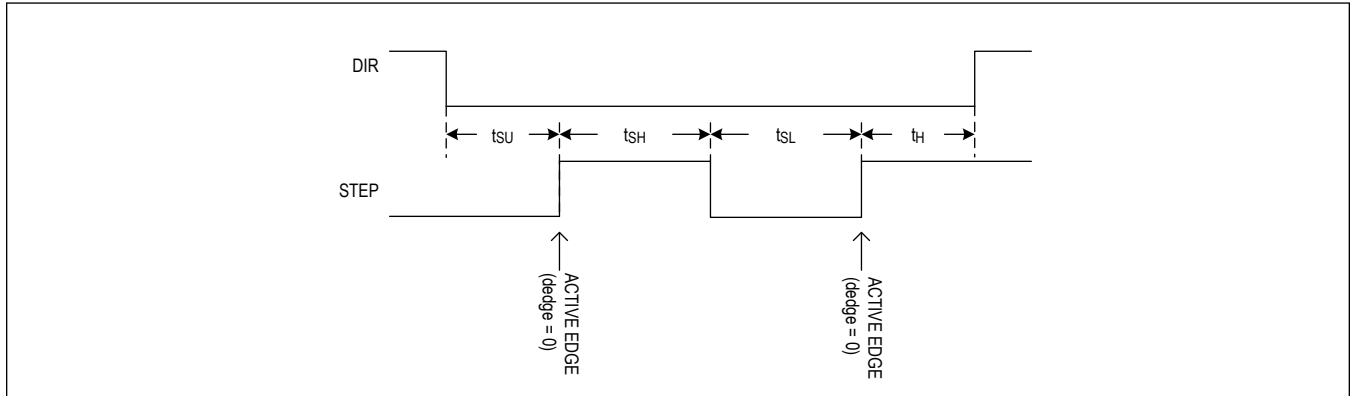 DIR
tSU
tSH
tSL
tH
STEP
ACTIVE EDGE
(dedge = 0)
ACTIVE EDGE
(dedge = 0)